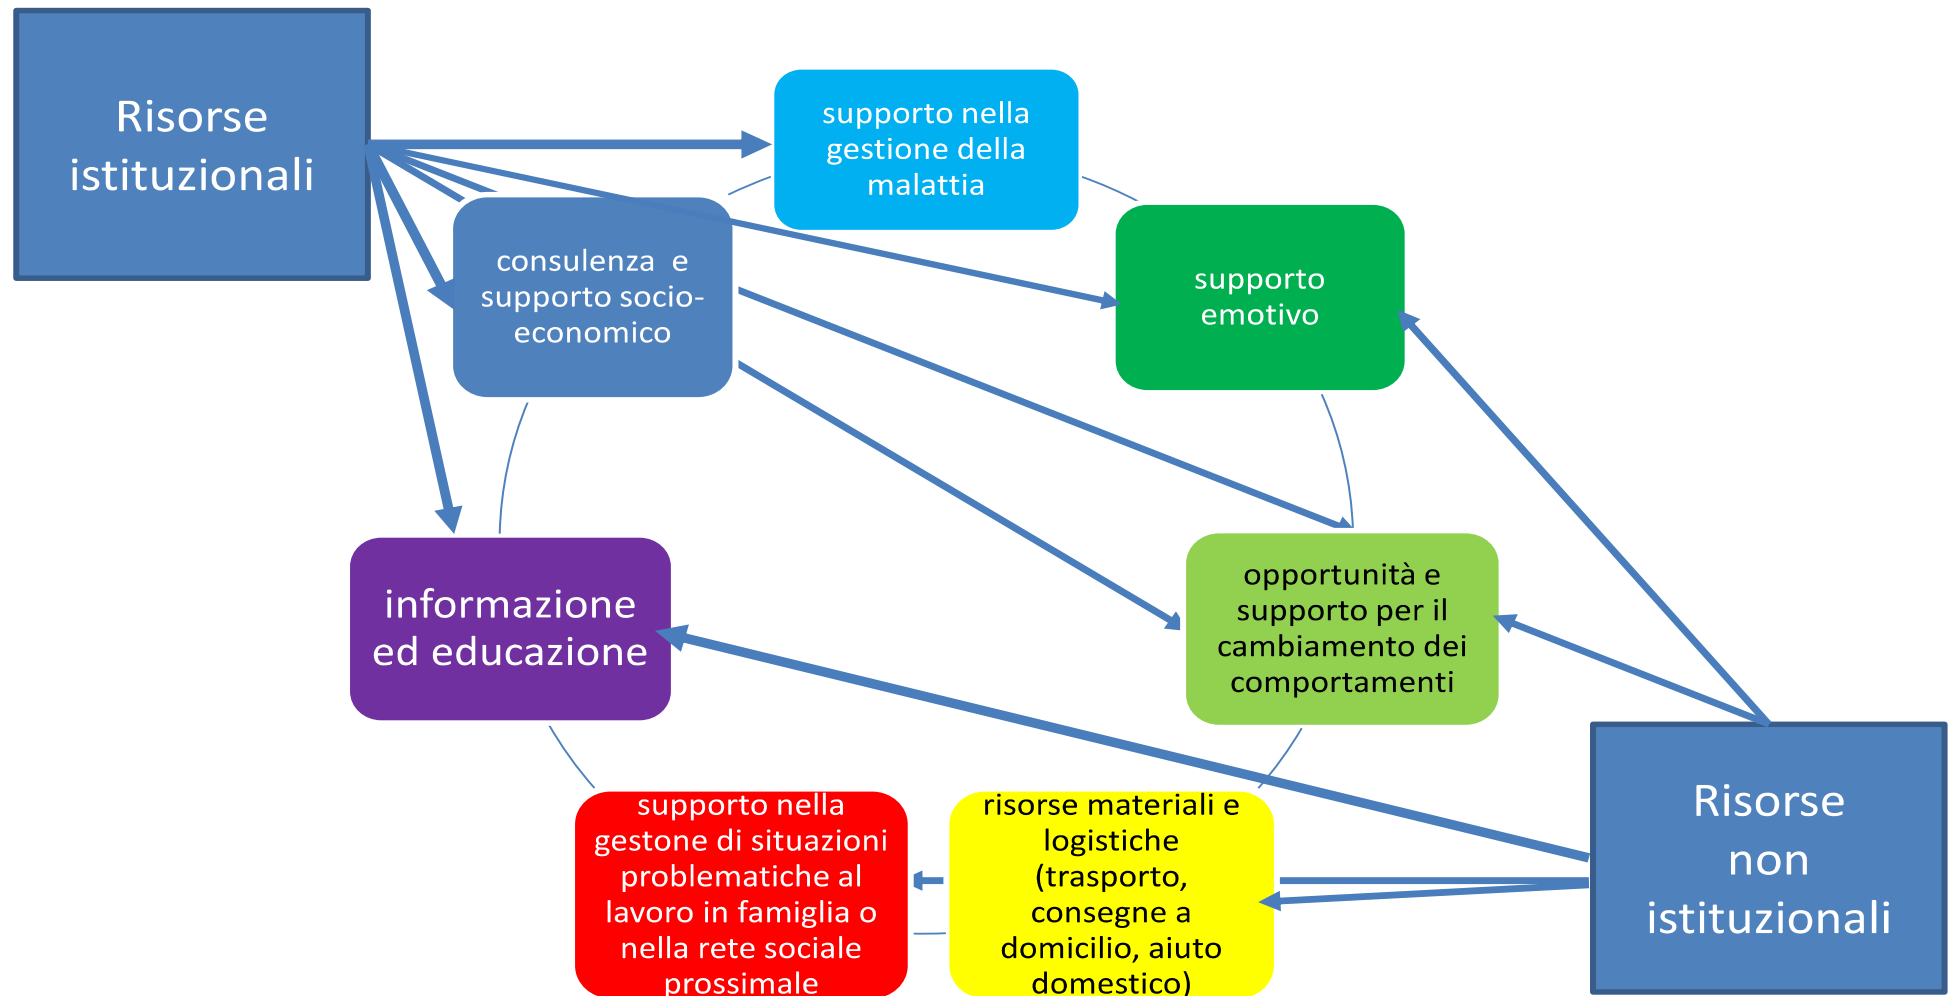 Risorse
istituzionali
supporto nella
gestione della
malattia
consulenza e
supporto socio-
economico
supporto
emotivo
informazione
ed educazione
opportunità e
supporto per il
cambiamento dei
comportamenti
supporto nella
gestone di situazioni
problematiche al
lavoro in famiglia o
nella rete sociale
prossimale
risorse materiali e
logistiche
(trasporto,
consegne a
domicilio, aiuto
domestico)
Risorse
non
istituzionali